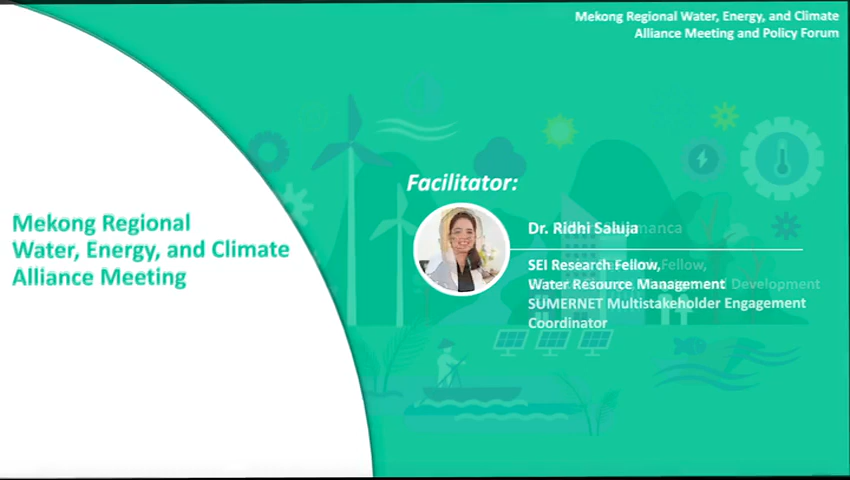 Mekong Regional Water, Energy, and Climate
Alliance Meeting and Policy Forum
Mekong Regional
Water, Energy, and Climate
Alliance Meeting
Facilitator:
Dr. Ridhi Saluja
SEI Research Fellow,
Water Resource Management
SUMERNET Multistakeholder Engagement
Coordinator